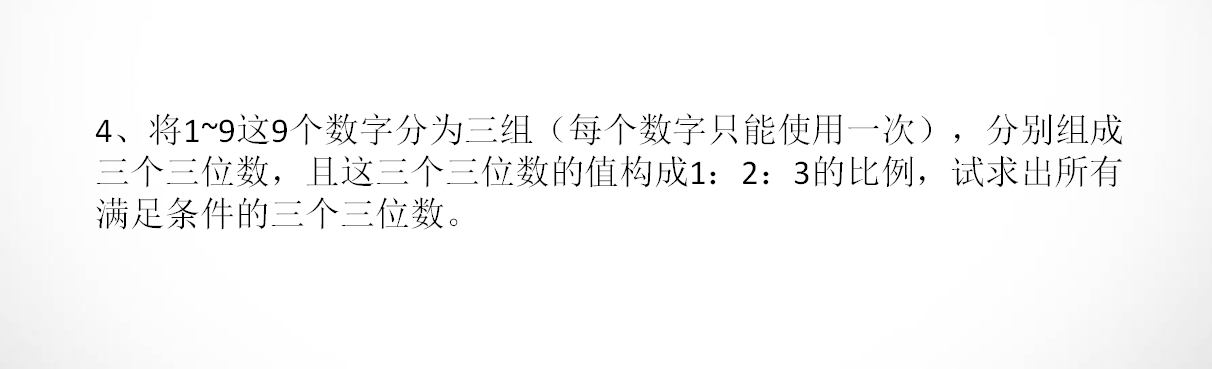 4、将1~9这9个数字分为三组（每个数字只能使用一次），分别组成
三个三位数，且这三个三位数的值构成1：2：3的比例，试求出所有
满足条件的三个三位数。